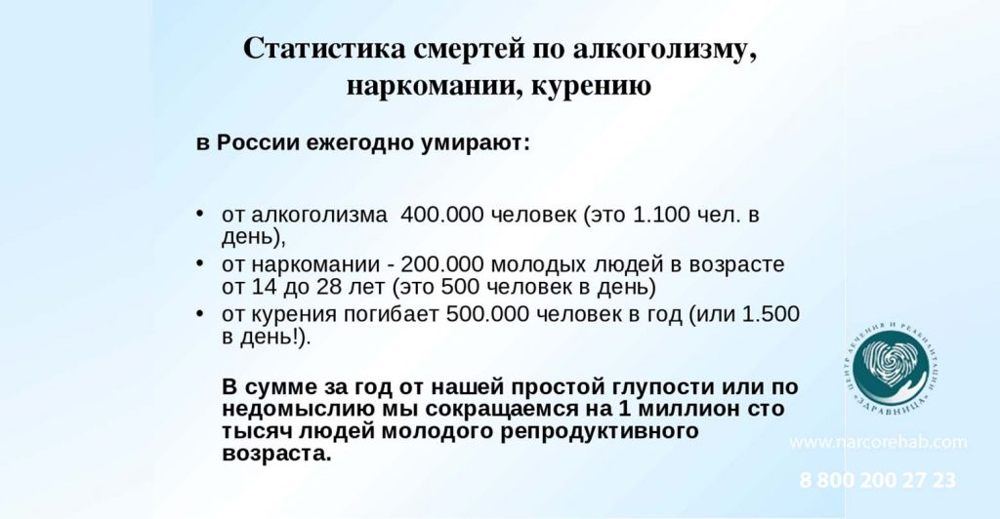 Статистика смертей по алкоголизму,
наркомании, курению
в России ежегодно умирают:
• от алкоголизма  400.000 человек (это 1.100 чел. в
день),
• от наркомании - 200.000 молодых людей в возрасте
от 14 до 28 лет (это 500 человек в день)
• от курения погибает 500.000 человек в год (или 1.500
в день!).
В сумме за год от нашей простой глупости или по
недомыслию мы сокращаемся на 1 миллион сто
тысяч людей молодого репродуктивного
возраста.
ЦЕНТР ЛЕЧЕНИЯ И РЕАБИЛИТАЦИИ
«ЗДРАВНИЦА»
www.narcorehab.com
8 800 200 27 23